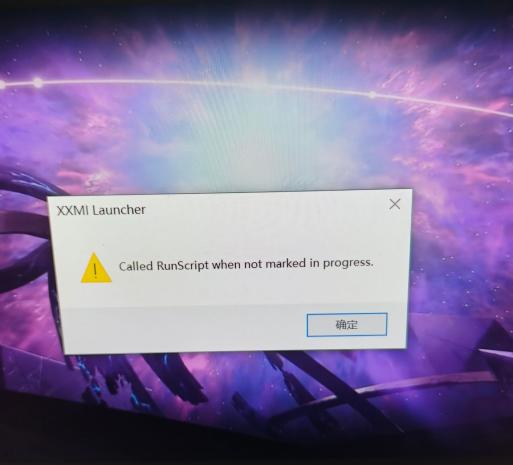 XXMI Launcher
Called RunScript when not marked in progress.
确定